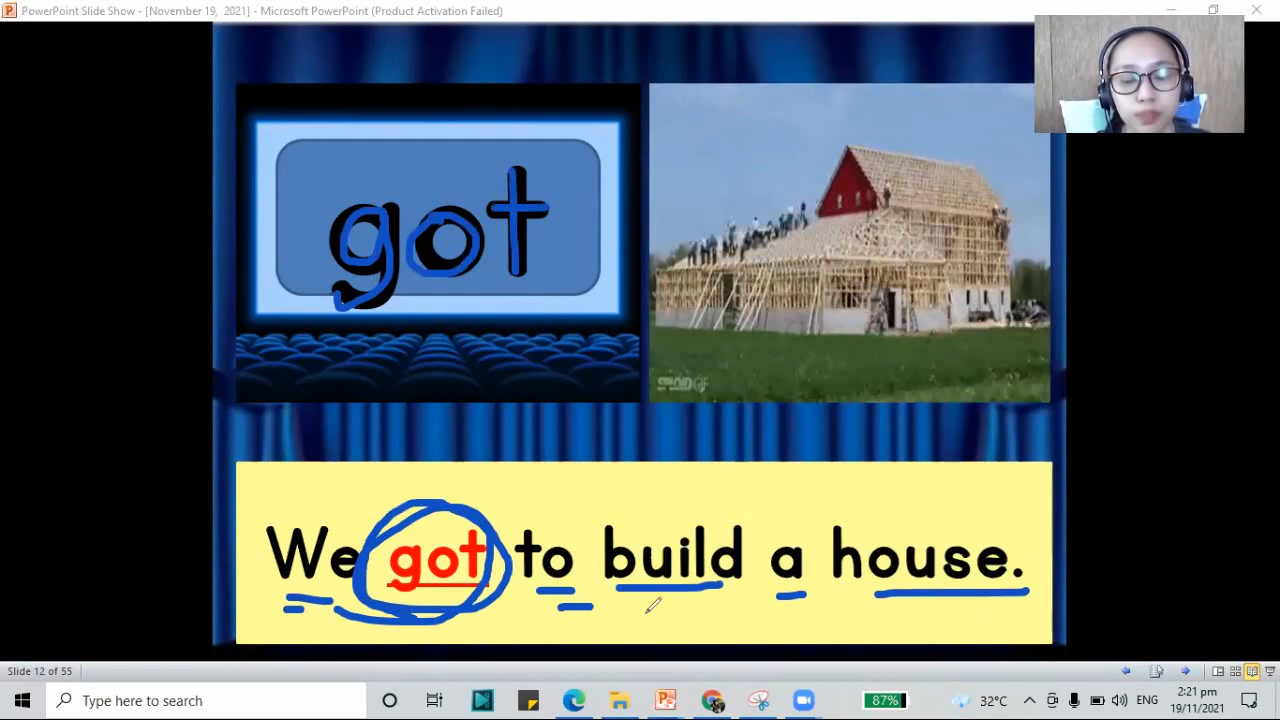 PowerPoint Slide Show - [November 19, 2021] - Microsoft PowerPoint (Product Activation Failed)
got
We got to build a house.
Slide 12 of 55
Type here to search
87%
32°C
ENG
2:21 pm
19/11/2021